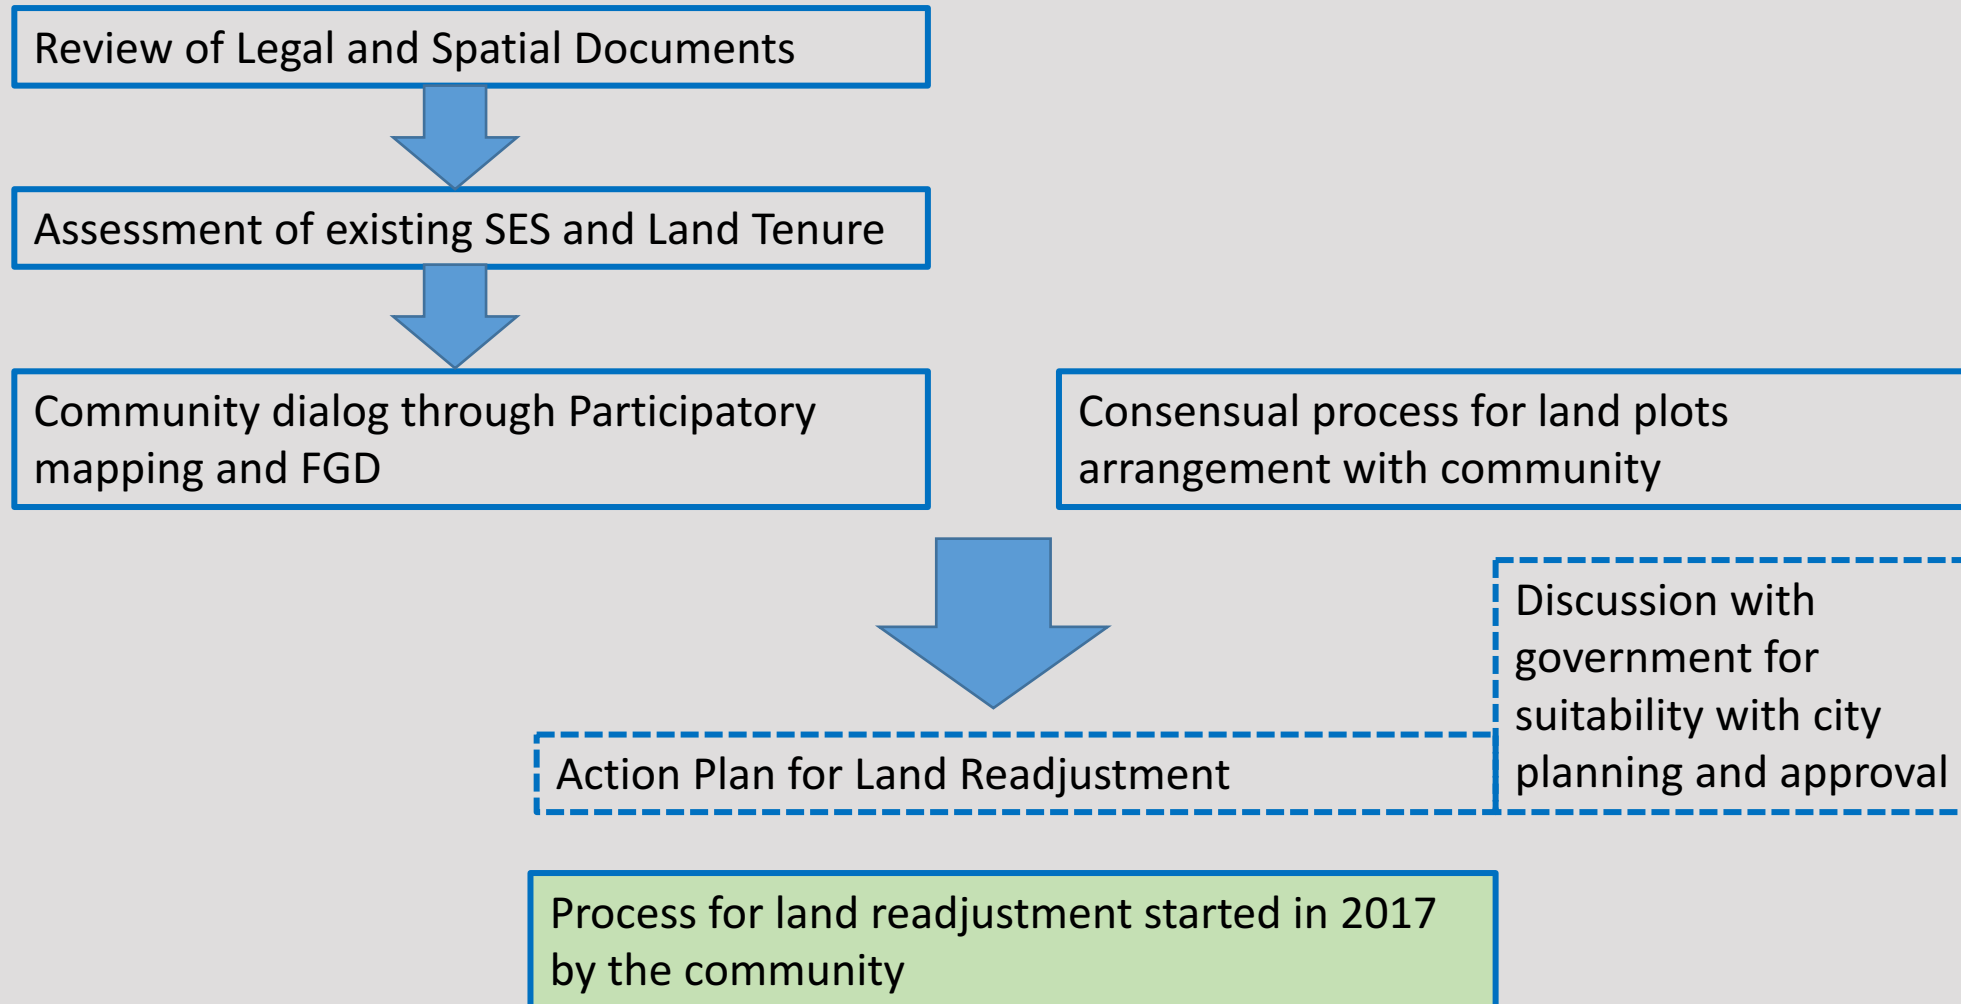 Review of Legal and Spatial Documents
Assessment of existing SES and Land Tenure
Community dialog through Participatory
mapping and FGD
Consensual process for land plots
arrangement with community
Discussion with
government for
suitability with city
planning and approval
Action Plan for Land Readjustment
Process for land readjustment started in 2017
by the community